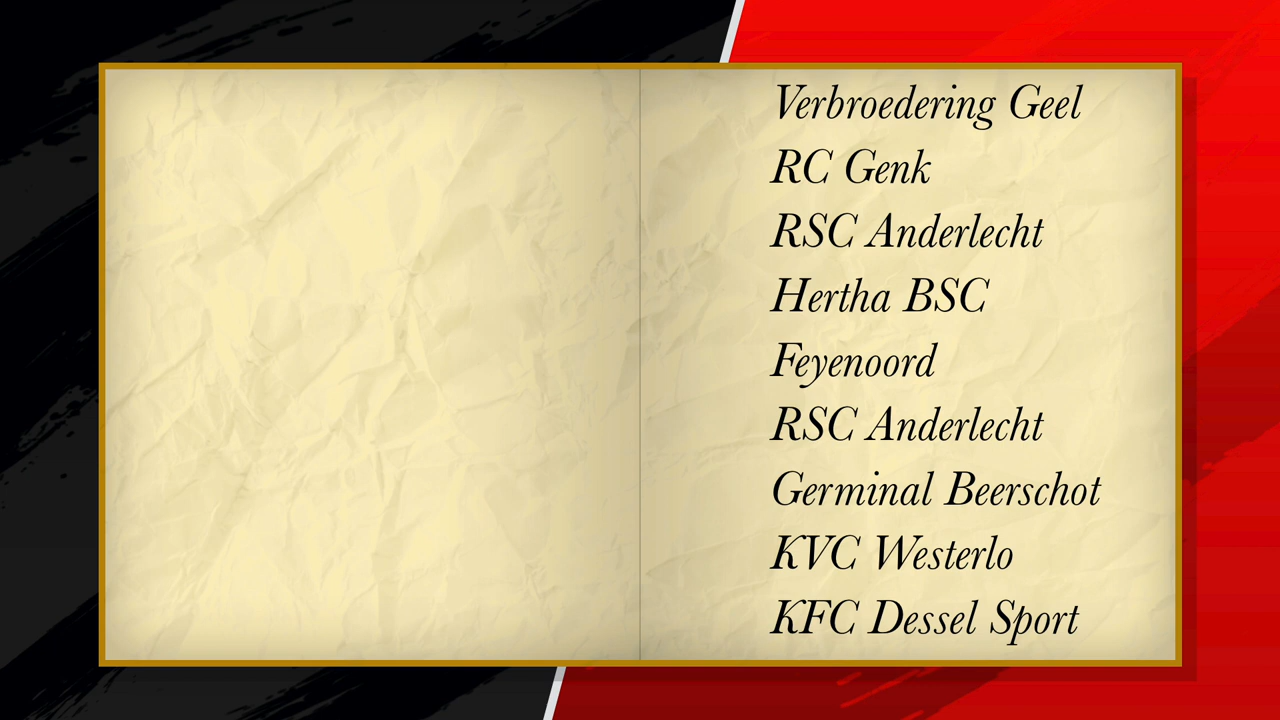 Verbroedering Geel
RC Genk
RSC Anderlecht
Hertha BSC
Feyenoord
RSC Anderlecht
Germinal Beerschot
KVC Westerlo
KFC Dessel Sport